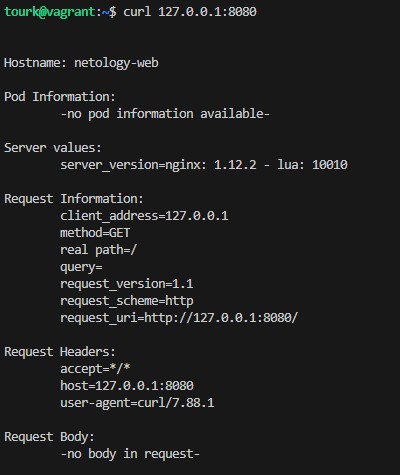 tourk@vagrant:~$ curl 127.0.0.1:8080
Hostname: netology-web
Pod Information:
-no pod information available-
Server values:
server_version=nginx: 1.12.2 - lua: 10010
Request Information:
client_address=127.0.0.1
method=GET
real path=/
query=
request_version=1.1
request_scheme=http
request_uri=http://127.0.0.1:8080/
Request Headers:
accept=*/*
host=127.0.0.1:8080
user-agent=curl/7.88.1
Request Body:
-no body in request-